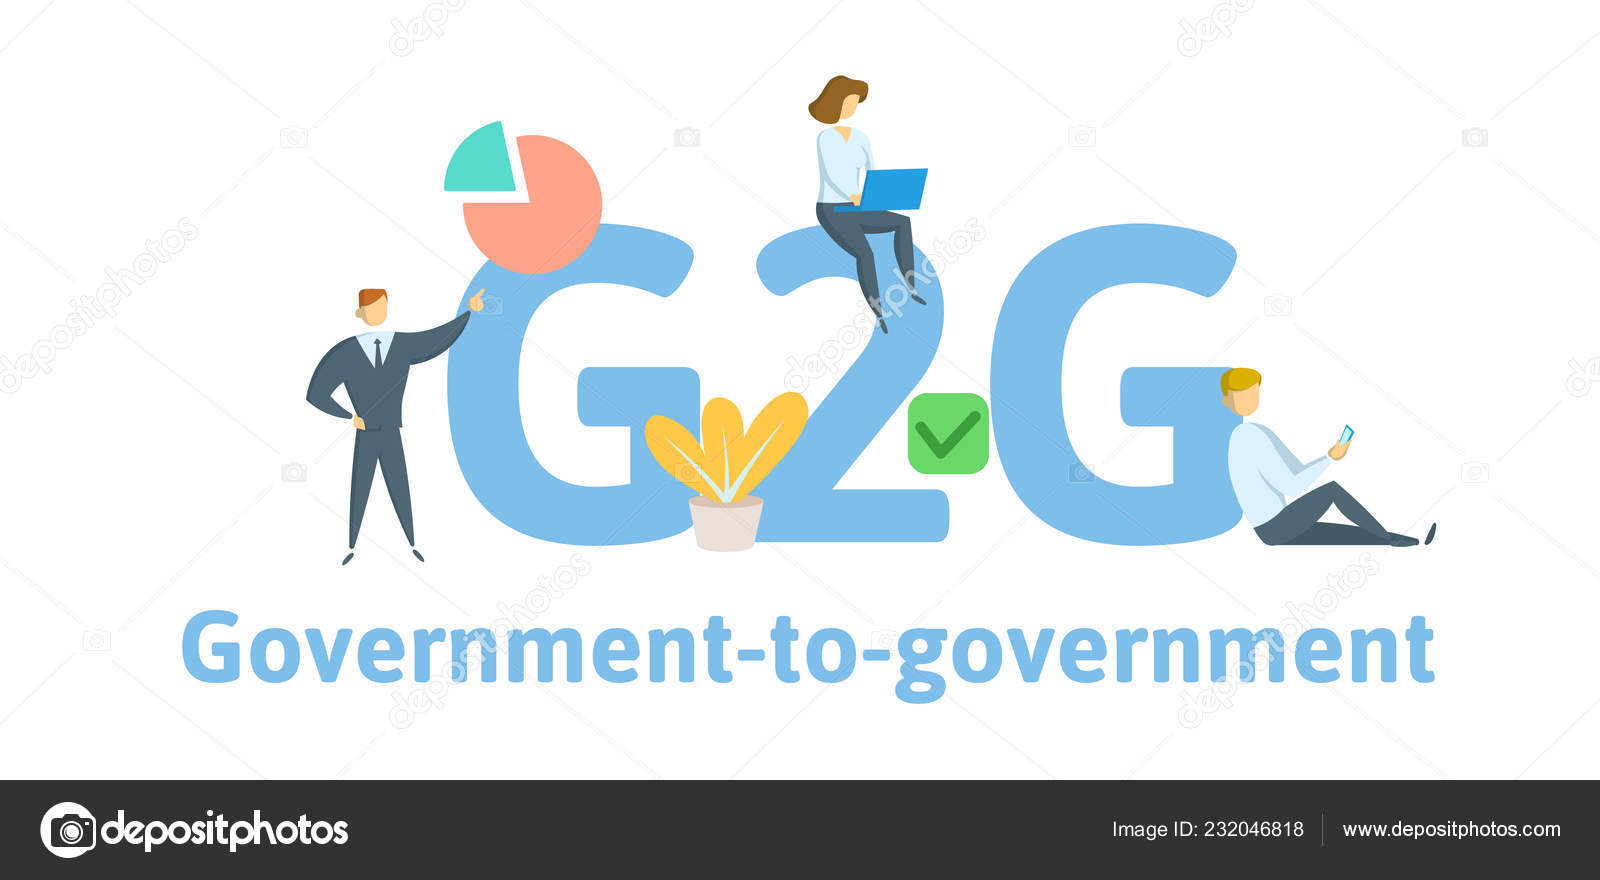 G2G
Government-to-government
depositphotos
Image ID: 232046818
www.depositphotos.com